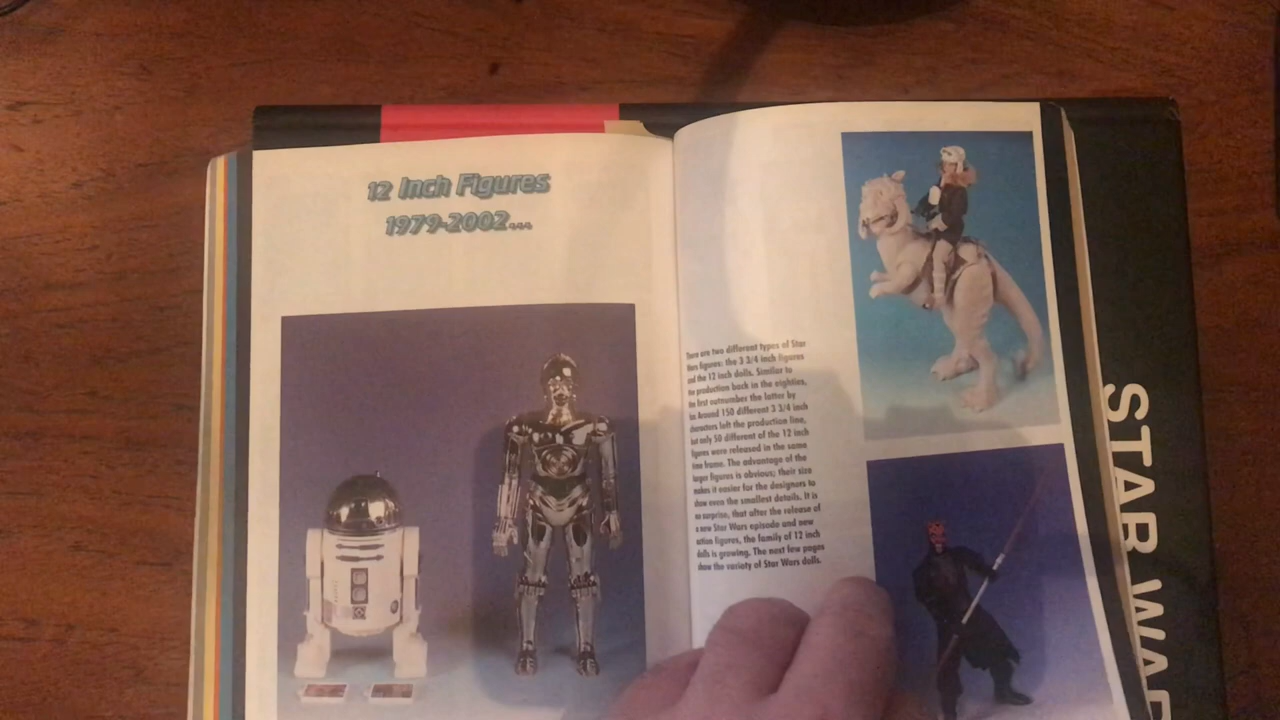 12 Inch Figures
1979-2002...
There are two different types of Star
Wars figures: the 3 3/4 inch figures
and the 12 inch dolls. Similar to
the production back in the eighties,
the first outnumber the latter by
far. Around 150 different 3 3/4 inch
characters left the production line,
but only 50 different of the 12 inch
figures were released in the same
time frame. The advantage of the
larger figures is obvious; their size
makes it easier for the designers to
show even the smallest details. It is
no surprise, that after the release of
a new Star Wars episode and new
action figures, the family of 12 inch
dolls is growing. The next few pages
show the variety of Star Wars dolls.
STAR WAR